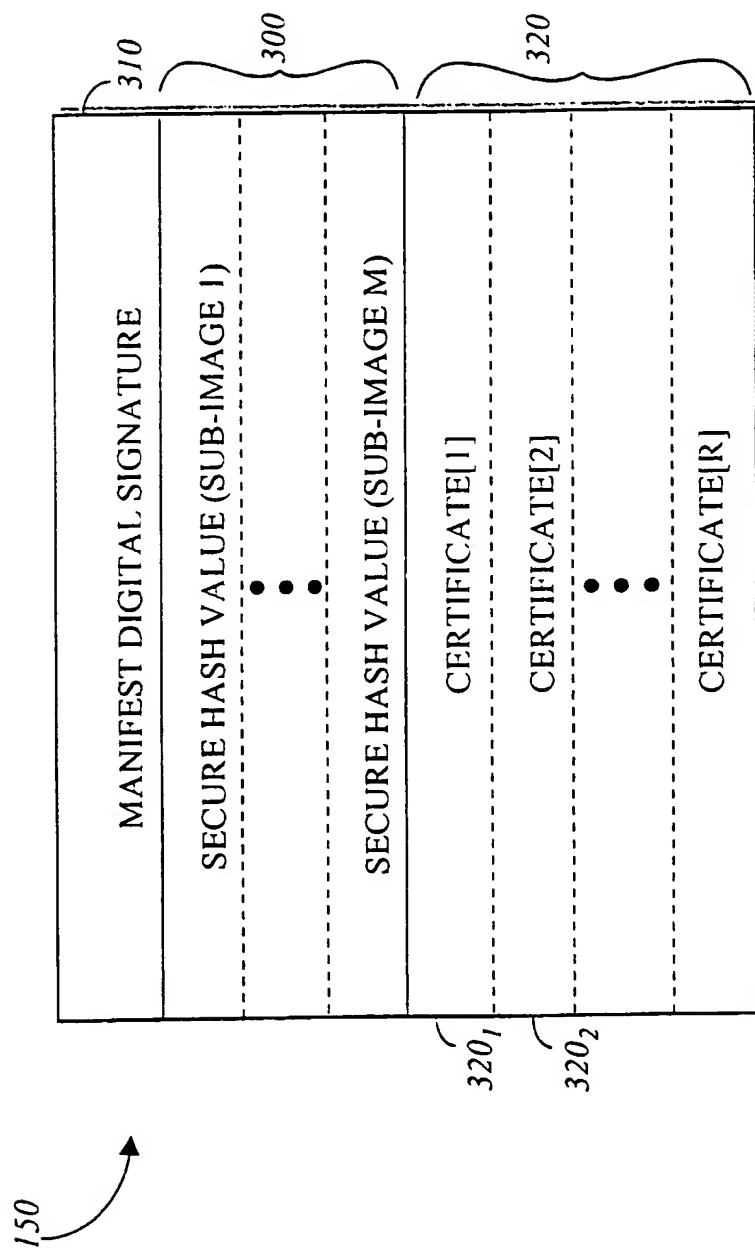 150
310
MANIFEST DIGITAL SIGNATURE
300
SECURE HASH VALUE (SUB-IMAGE 1)
SECURE HASH VALUE (SUB-IMAGE M)
320
320₁
CERTIFICATE[1]
320₂
CERTIFICATE[2]
CERTIFICATE[R]